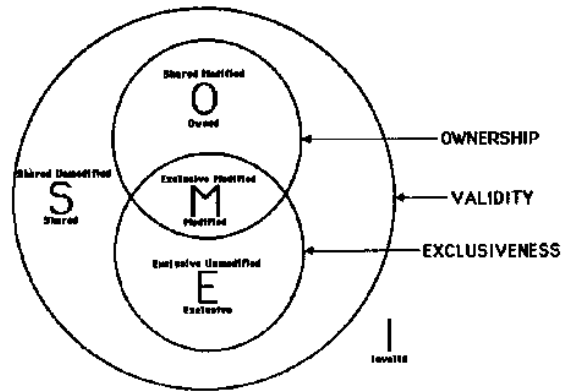 Shared Modified
O
Owned
OWNERSHIP
Shared Unmodified
S
Shared
Exclusive Modified
M
Modified
VALIDITY
EXCLUSIVENESS
Exclusive Unmodified
E
Exclusive
I
Invalid